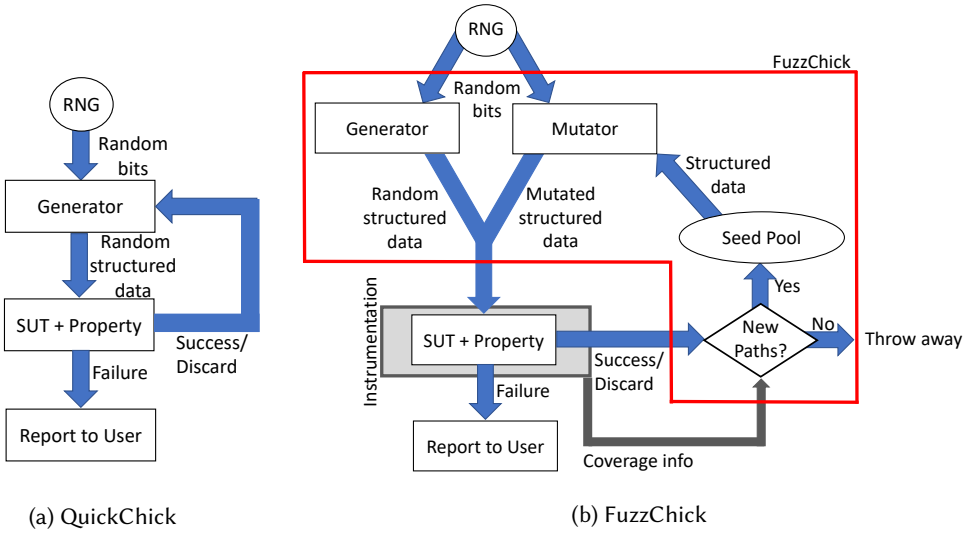 RNG
Random
bits
Generator
Random
structured
data
SUT + Property
Success/
Discard
Failure
Report to User
(a) QuickChick
RNG
FuzzChick
Random
bits
Generator
Mutator
Structured
data
Random
structured
data
Mutated
structured
data
Seed Pool
Yes
Instrumentation
SUT + Property
New
Paths?
No
Throw away
Success/
Discard
Failure
Report to User
Coverage info
(b) FuzzChick